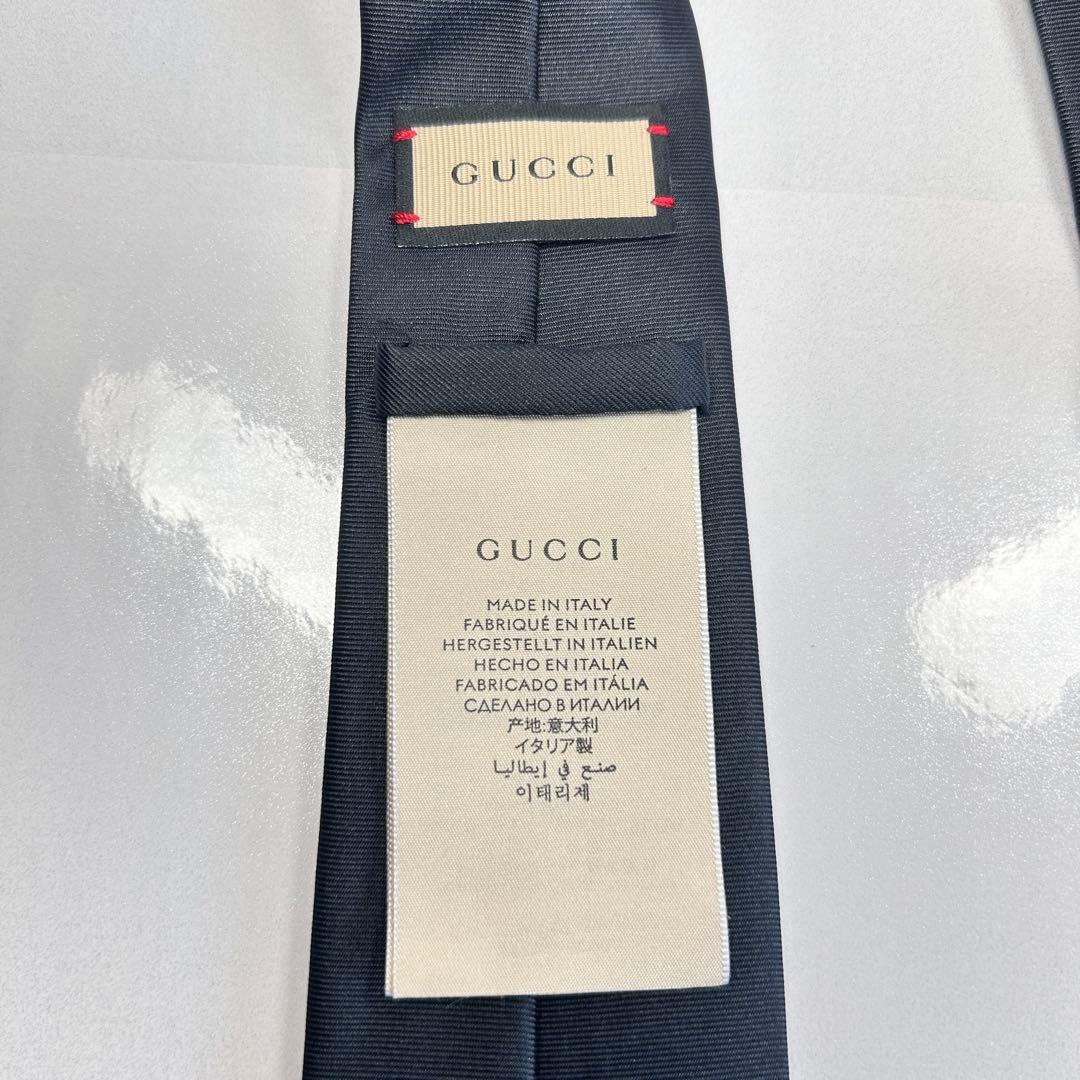 GUCCI
GUCCI
MADE IN ITALY
FABRIQUÉ EN ITALIE
HERGESTELLT IN ITALIEN
HECHO EN ITALIA
FABRICADO EM ITÁLIA
СДЕЛАНО В ИТАЛИИ
产地:意大利
イタリア製
صنع في إيطاليا
이태리제